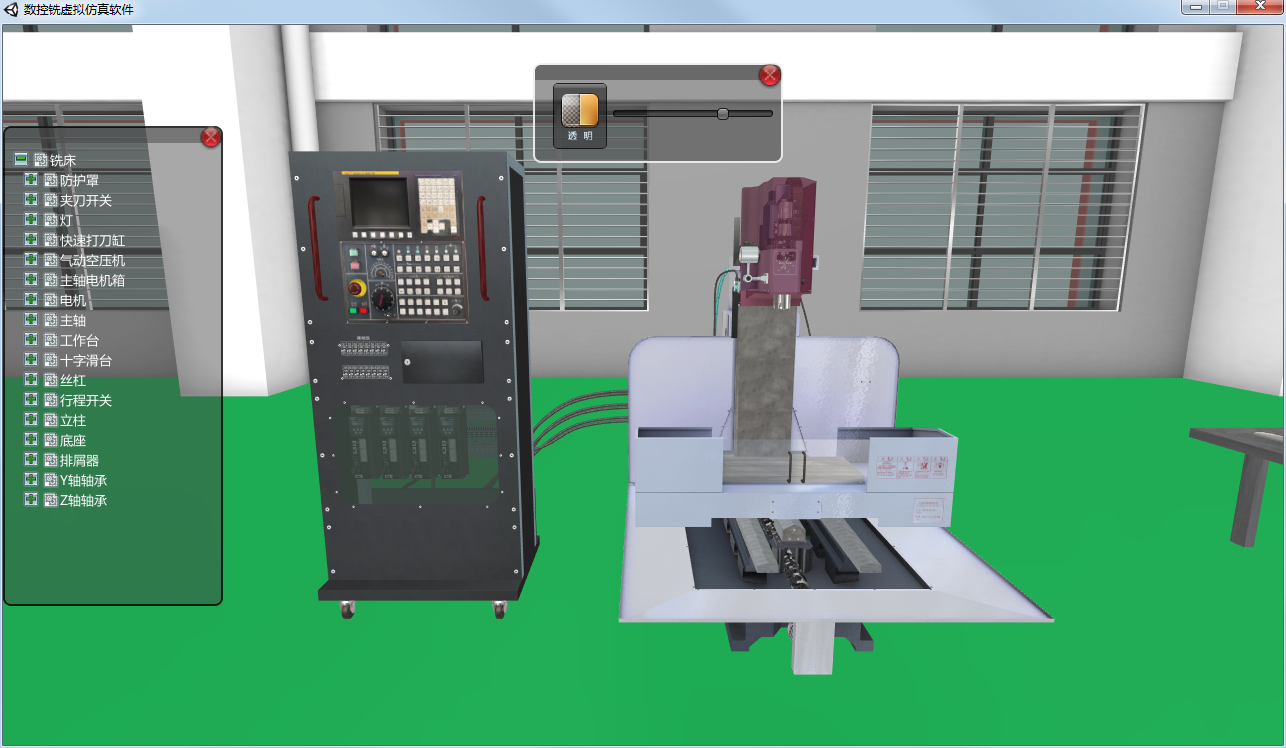 数控铣虚拟仿真软件
透 明
铣床
防护罩
夹刀开关
灯
快速打刀缸
气动空压机
主轴电机箱
电机
主轴
工作台
十字滑台
丝杠
行程开关
立柱
底座
排屑器
Y轴轴承
Z轴轴承